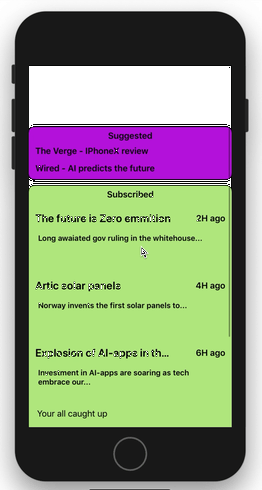 Suggested
The Verge - IPhoneX review
Wired - AI predicts the future
Subscribed
The future is Zero emmition 2H ago
Long awaiated gov ruling in the whitehouse...
Artic solar panels 4H ago
Norway invents the first solar panels to...
Explosion of AI-apps in th... 6H ago
Investment in AI-apps are soaring as tech
embrace our...
Your all caught up